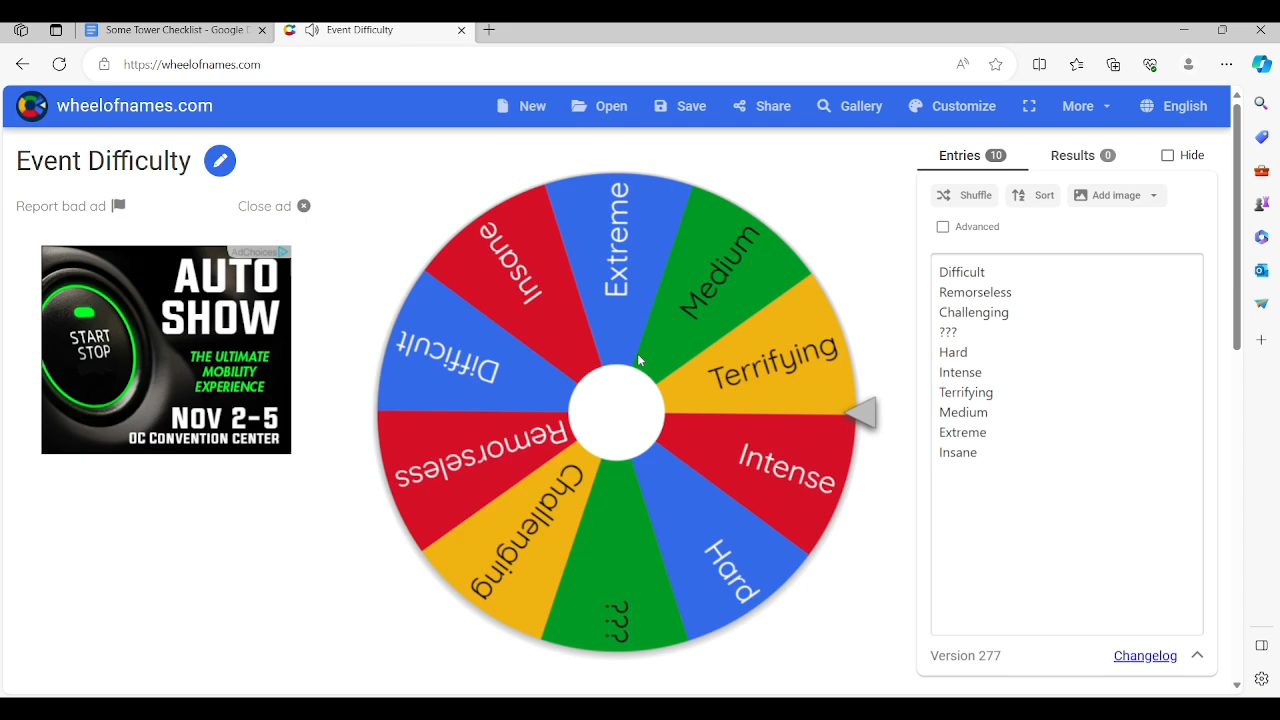 Some Tower Checklist - Google D
Event Difficulty
https://wheelofnames.com
wheelofnames.com
New
Open
Save
Share
Gallery
Customize
More
English
Event Difficulty
Report bad ad
Close ad
AdChoices
START
STOP
AUTO
SHOW
THE ULTIMATE
MOBILITY
EXPERIENCE
NOV 2-5
OC CONVENTION CENTER
Extreme
Medium
Terrifying
Intense
Hard
???
Challenging
Remorseless
Difficult
Insane
Entries 10
Results 0
Hide
Shuffle
Sort
Add image
Advanced
Difficult
Remorseless
Challenging
???
Hard
Intense
Terrifying
Medium
Extreme
Insane
Version 277
Changelog